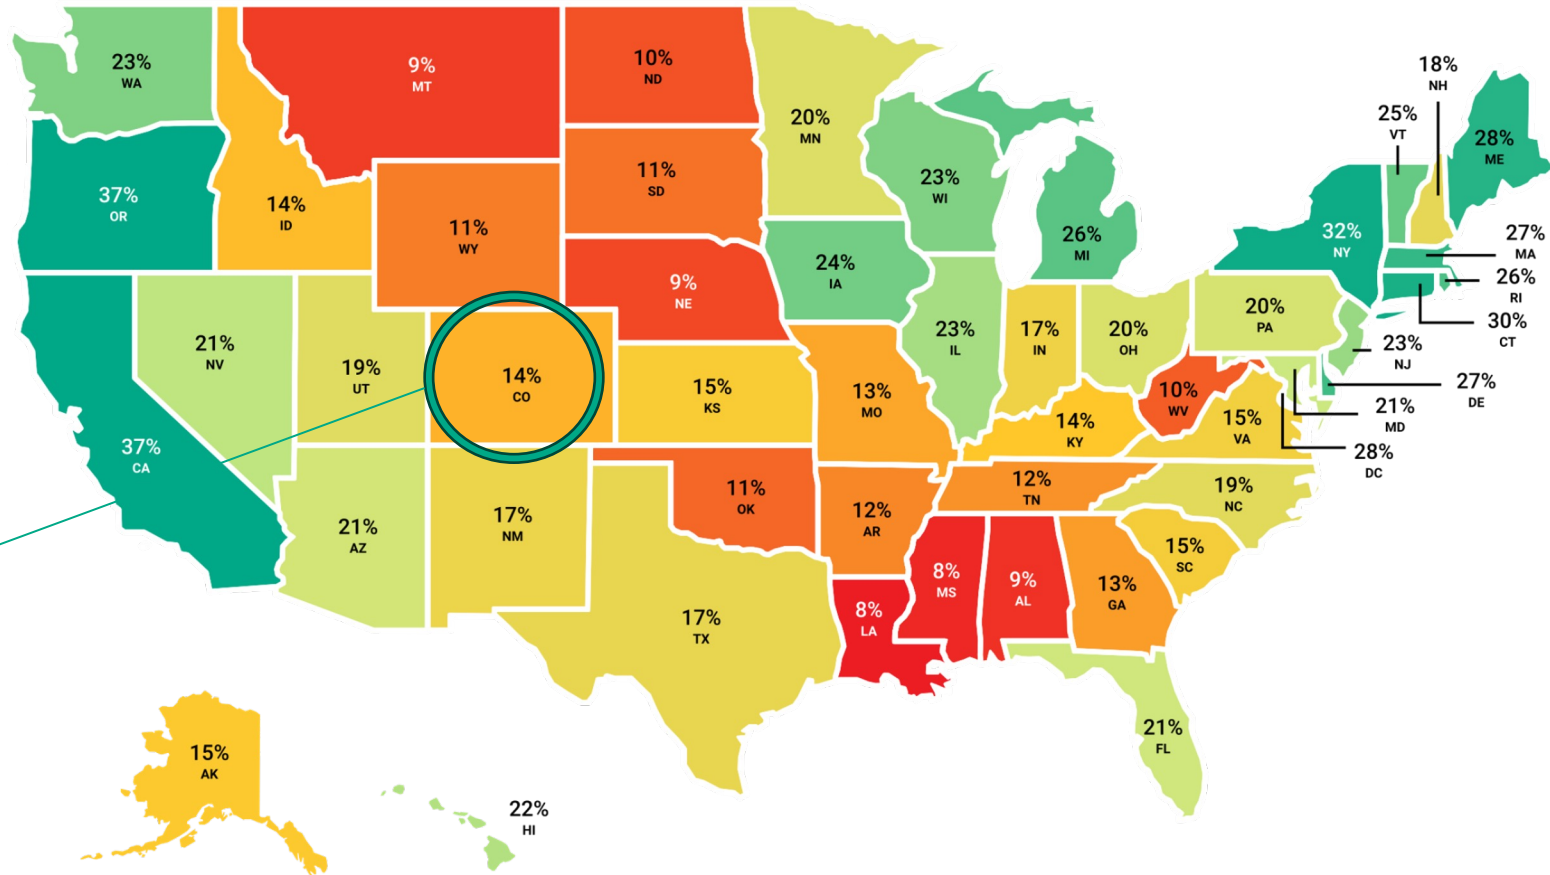 23%
WA
9%
MT
10%
ND
20%
MN
18%
NH
25%
VT
28%
ME
37%
OR
14%
ID
11%
WY
11%
SD
23%
WI
26%
MI
32%
NY
27%
MA
26%
RI
30%
CT
9%
NE
24%
IA
21%
NV
19%
UT
14%
CO
15%
KS
13%
MO
23%
IL
17%
IN
20%
OH
20%
PA
23%
NJ
27%
DE
21%
MD
28%
DC
10%
WV
15%
VA
14%
KY
37%
CA
21%
AZ
17%
NM
11%
OK
12%
AR
12%
TN
19%
NC
15%
SC
17%
TX
8%
LA
8%
MS
9%
AL
13%
GA
21%
FL
15%
AK
22%
HI